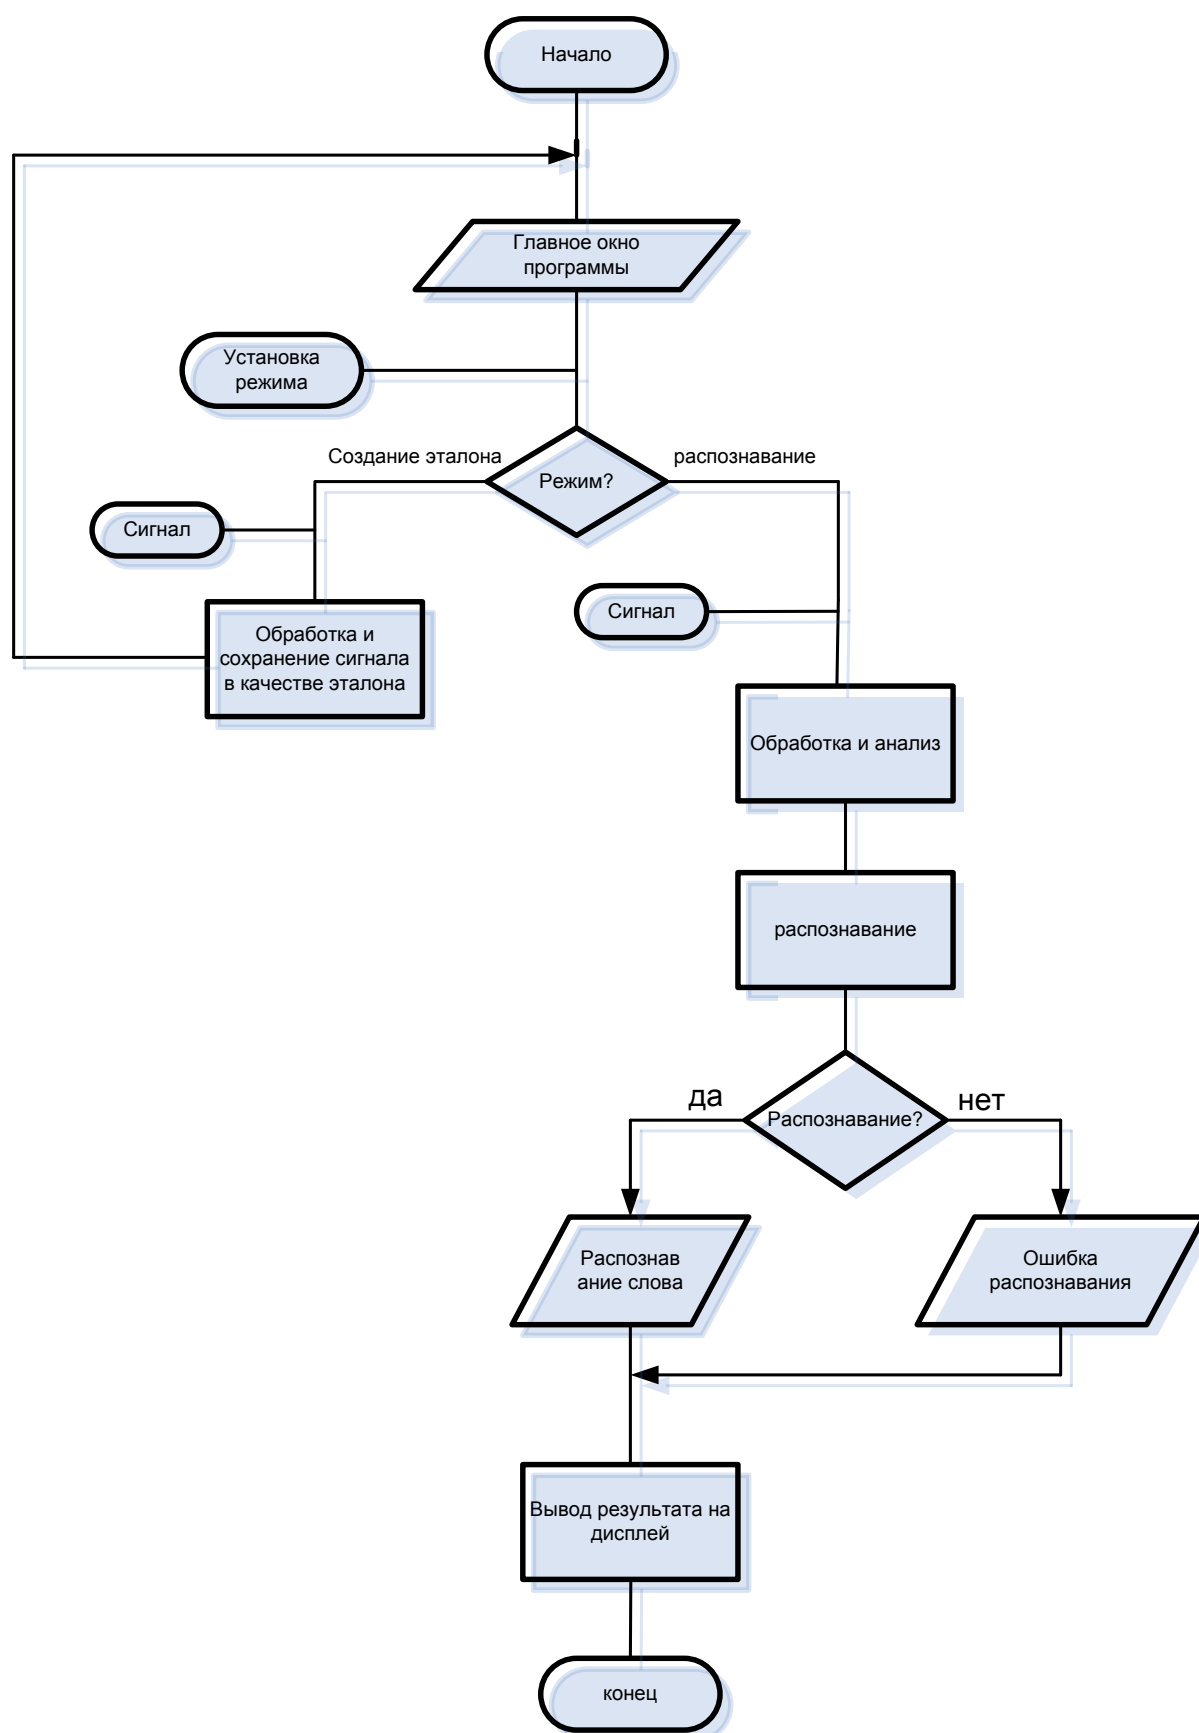 Начало
Главное окно
программы
Установка
режима
Создание эталона
Режим?
распознавание
Сигнал
Сигнал
Обработка и
сохранение сигнала
в качестве эталона
Обработка и анализ
распознавание
да
Распознавание?
нет
Распознав
ание слова
Ошибка
распознавания
Вывод результата на
дисплей
конец